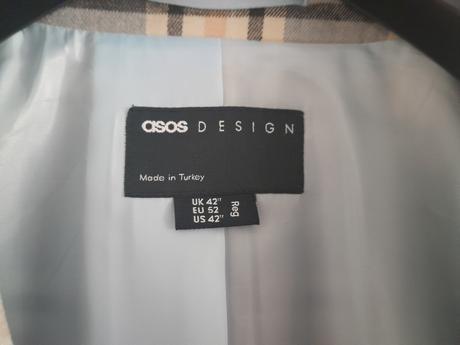 asos DESIGN
Made in Turkey
UK 42"
EU 52
US 42"
Reg